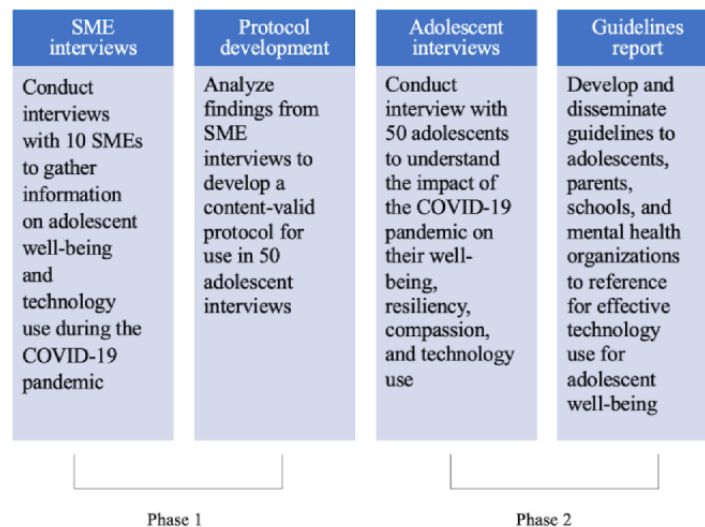 SME
interviews
Conduct
interviews
with 10 SMEs
to gather
information
on adolescent
well-being
and
technology
use during the
COVID-19
pandemic
Protocol
development
Analyze
findings from
SME
interviews to
develop a
content-valid
protocol for
use in 50
adolescent
interviews
Adolescent
interviews
Conduct
interview with
50 adolescents
to understand
the impact of
the COVID-19
pandemic on
their well-
being,
resiliency,
compassion,
and technology
use
Guidelines
report
Develop and
disseminate
guidelines to
adolescents,
parents,
schools, and
mental health
organizations
to reference
for effective
technology
use for
adolescent
well-being
Phase 1
Phase 2